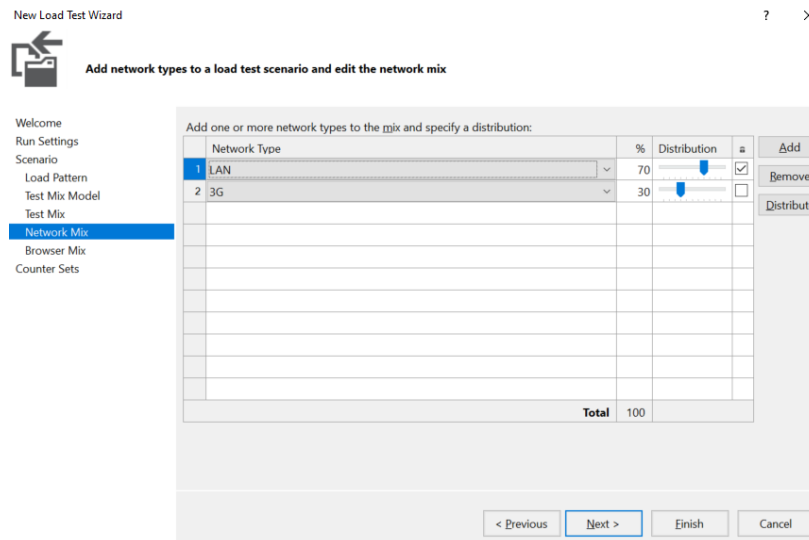 New Load Test Wizard
?
Add network types to a load test scenario and edit the network mix
Welcome
Run Settings
Scenario
Load Pattern
Test Mix Model
Test Mix
Network Mix
Browser Mix
Counter Sets
Add one or more network types to the mix and specify a distribution:
Network Type % Distribution
1 LAN 70
2 3G 30
Total 100
Add
Remove
Distribut
< Previous Next > Finish Cancel